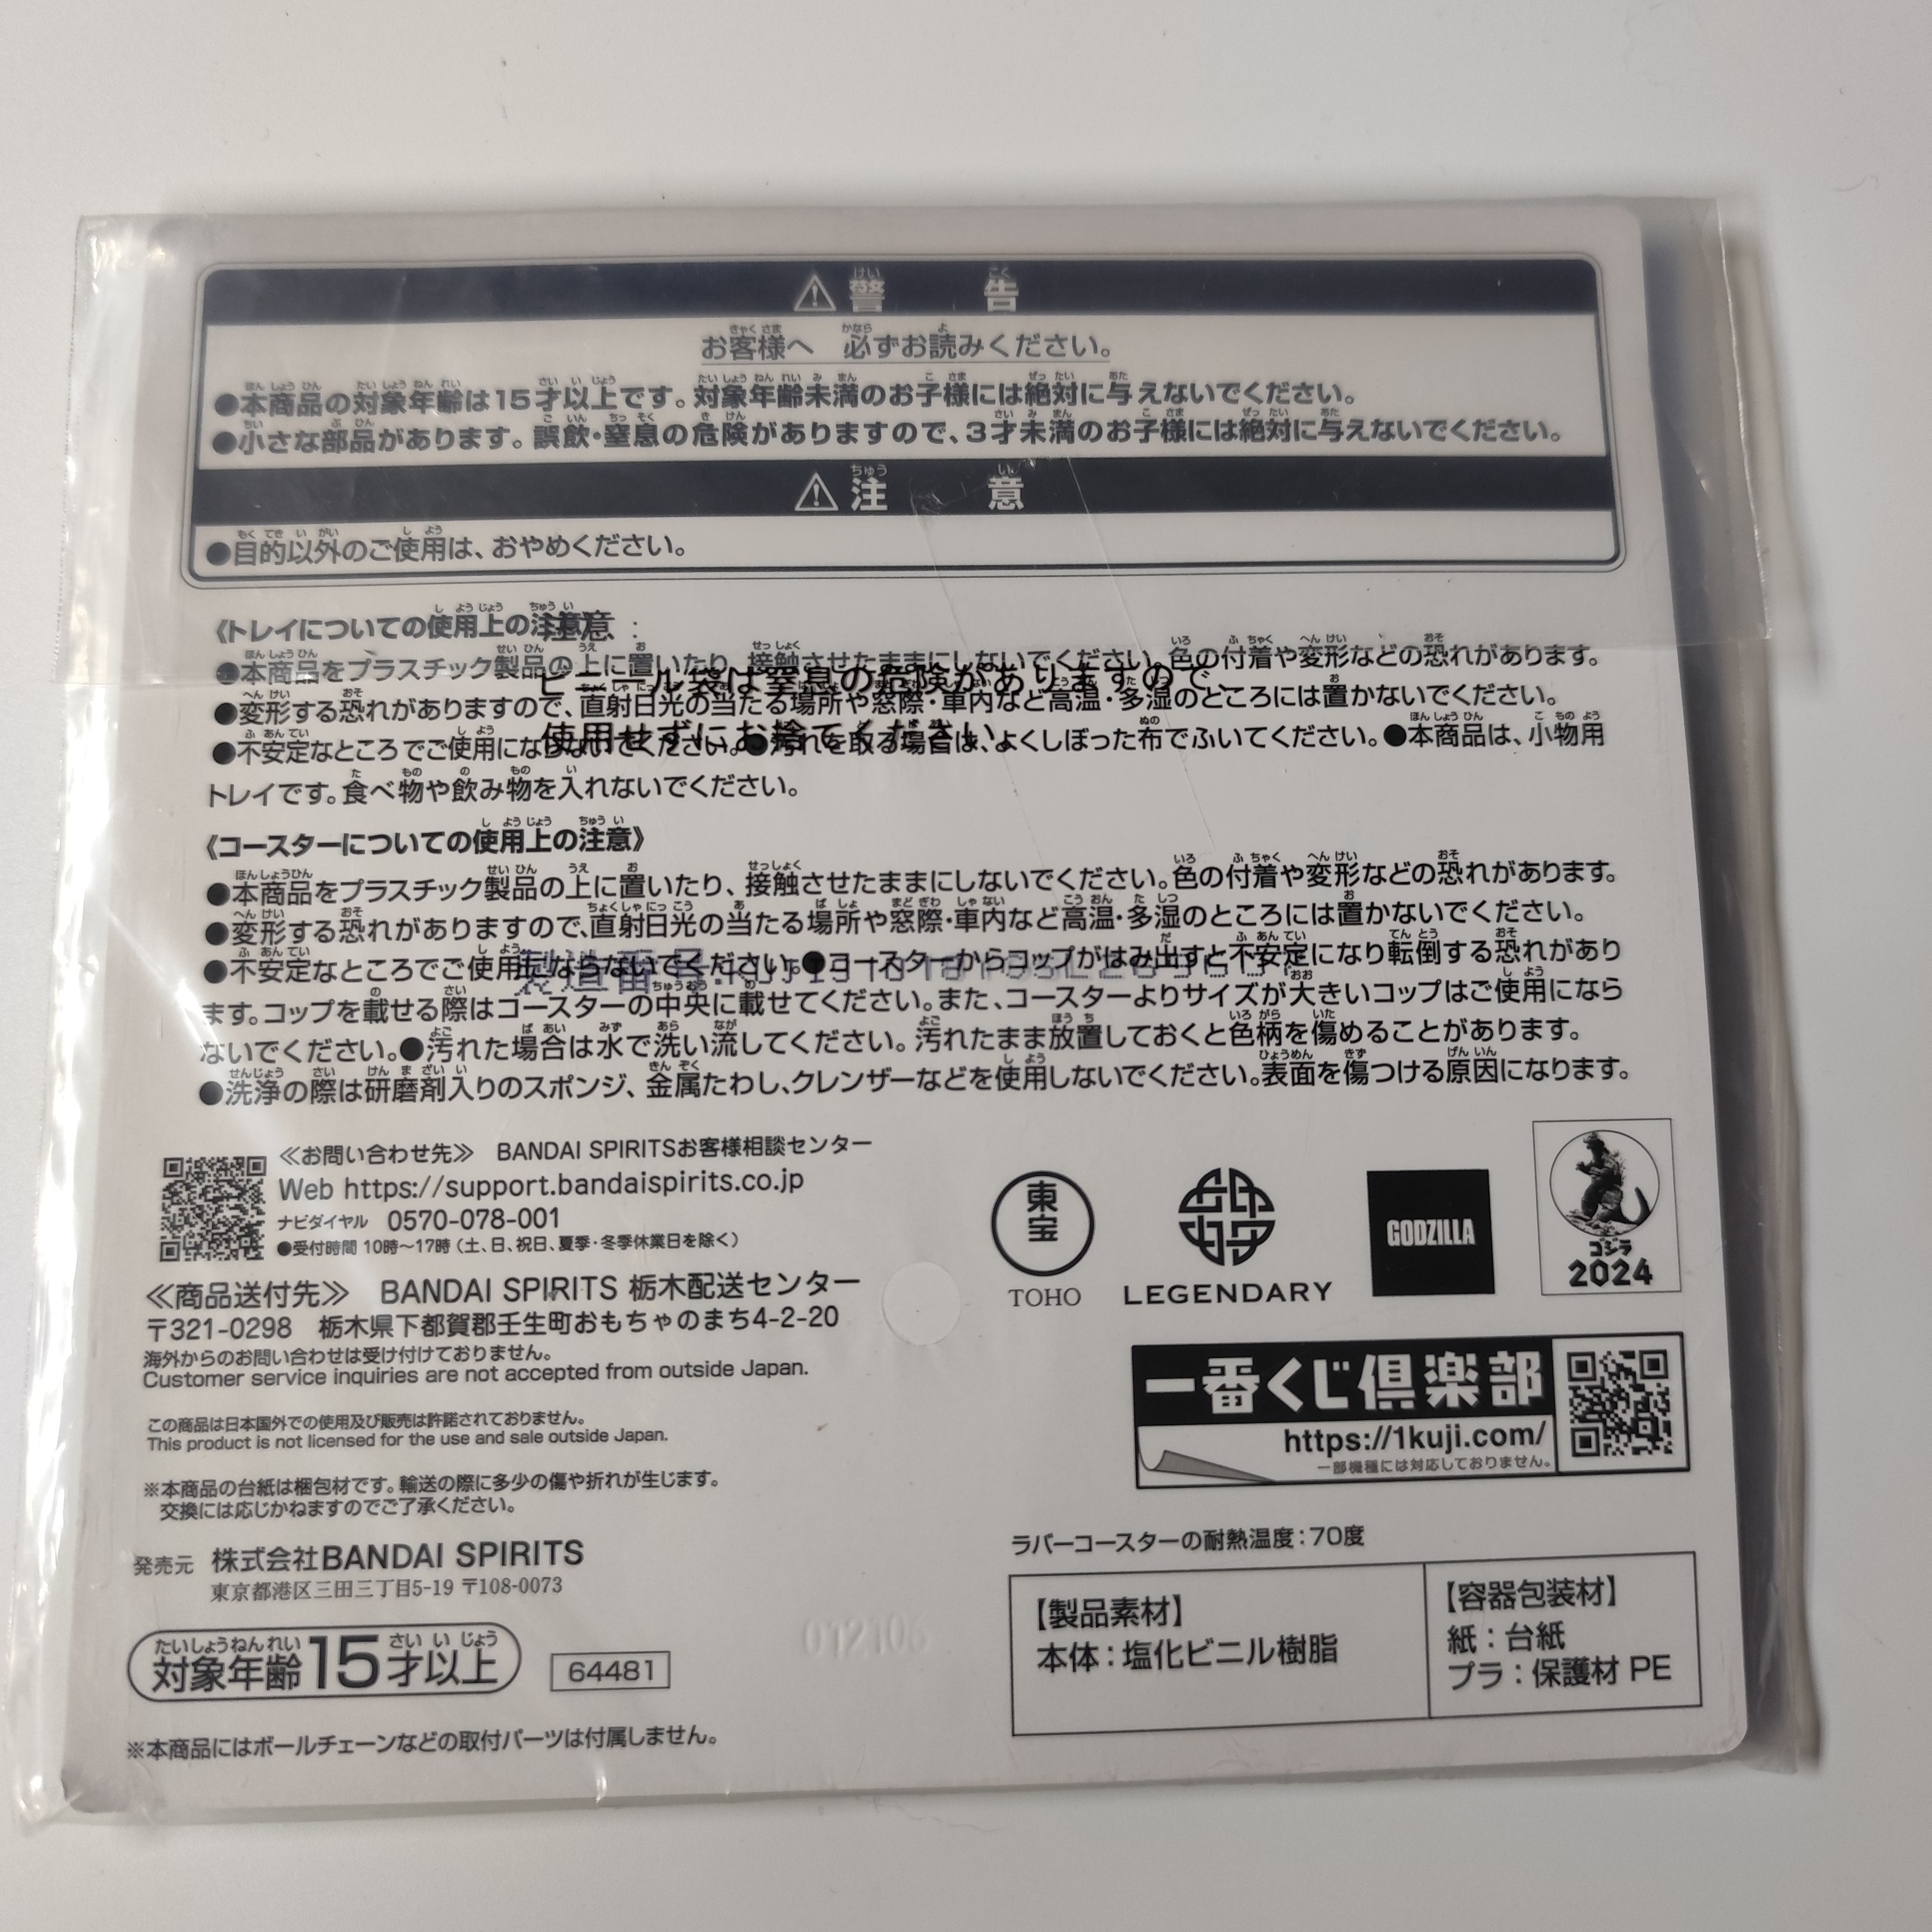 ⚠警告
お客様へ 必ずお読みください。
●本商品の対象年齢は15才以上です。対象年齢未満のお子様には絶対に与えないでください。
●小さな部品があります。誤飲・窒息の危険がありますので、3才未満のお子様には絶対に与えないでください。
⚠注意
●目的以外のご使用は、おやめください。
《トレイについての使用上の注意》
注意：
●本商品をプラスチック製品の上に置いたり、接触させたままにしないでください。色の付着や変形などの恐れがあります。
ビニール袋は窒息の危険がありますので、
●変形する恐れがありますので、直射日光の当たる場所や窓際・車内など高温・多湿のところには置かないでください。
使用せずにお捨てください。
●不安定なところでご使用にならないでください。●汚れを取る場合は、よくしぼった布でふいてください。●本商品は、小物用
トレイです。食べ物や飲み物を入れないでください。
《コースターについての使用上の注意》
●本商品をプラスチック製品の上に置いたり、接触させたままにしないでください。色の付着や変形などの恐れがあります。
●変形する恐れがありますので、直射日光の当たる場所や窓際・車内など高温・多湿のところには置かないでください。
●不安定なところでご使用にならないでください。●コースターからコップがはみ出すと不安定になり転倒する恐れがあり
製造番号:
ます。コップを載せる際はコースターの中央に載せてください。また、コースターよりサイズが大きいコップはご使用になら
ないでください。●汚れた場合は水で洗い流してください。汚れたまま放置しておくと色柄を傷めることがあります。
●洗浄の際は研磨剤入りのスポンジ、金属たわし、クレンザーなどを使用しないでください。表面を傷つける原因になります。
≪お問い合わせ先≫ BANDAI SPIRITSお客様相談センター
Web https://support.bandaispirits.co.jp
ナビダイヤル 0570-078-001
●受付時間 10時～17時（土、日、祝日、夏季・冬季休業日を除く）
≪商品送付先≫ BANDAI SPIRITS 栃木配送センター
〒321-0298 栃木県下都賀郡壬生町おもちゃのまち4-2-20
海外からのお問い合わせは受け付けておりません。
Customer service inquiries are not accepted from outside Japan.
この商品は日本国外での使用及び販売は許諾されておりません。
This product is not licensed for the use and sale outside Japan.
※本商品の台紙は梱包材です。輸送の際に多少の傷や折れが生じます。
交換には応じかねますのでご了承ください。
発売元 株式会社BANDAI SPIRITS
東京都港区三田三丁目5-19 〒108-0073
対象年齢15才以上
64481
※本商品にはボールチェーンなどの取付パーツは付属しません。
012106
東宝
TOHO
LEGENDARY
GODZILLA
ゴジラ
2024
一番くじ倶楽部
https://1kuji.com/
一部機種には対応しておりません。
ラバーコースターの耐熱温度：70度
【製品素材】
本体：塩化ビニル樹脂
【容器包装材】
紙：台紙
プラ：保護材 PE